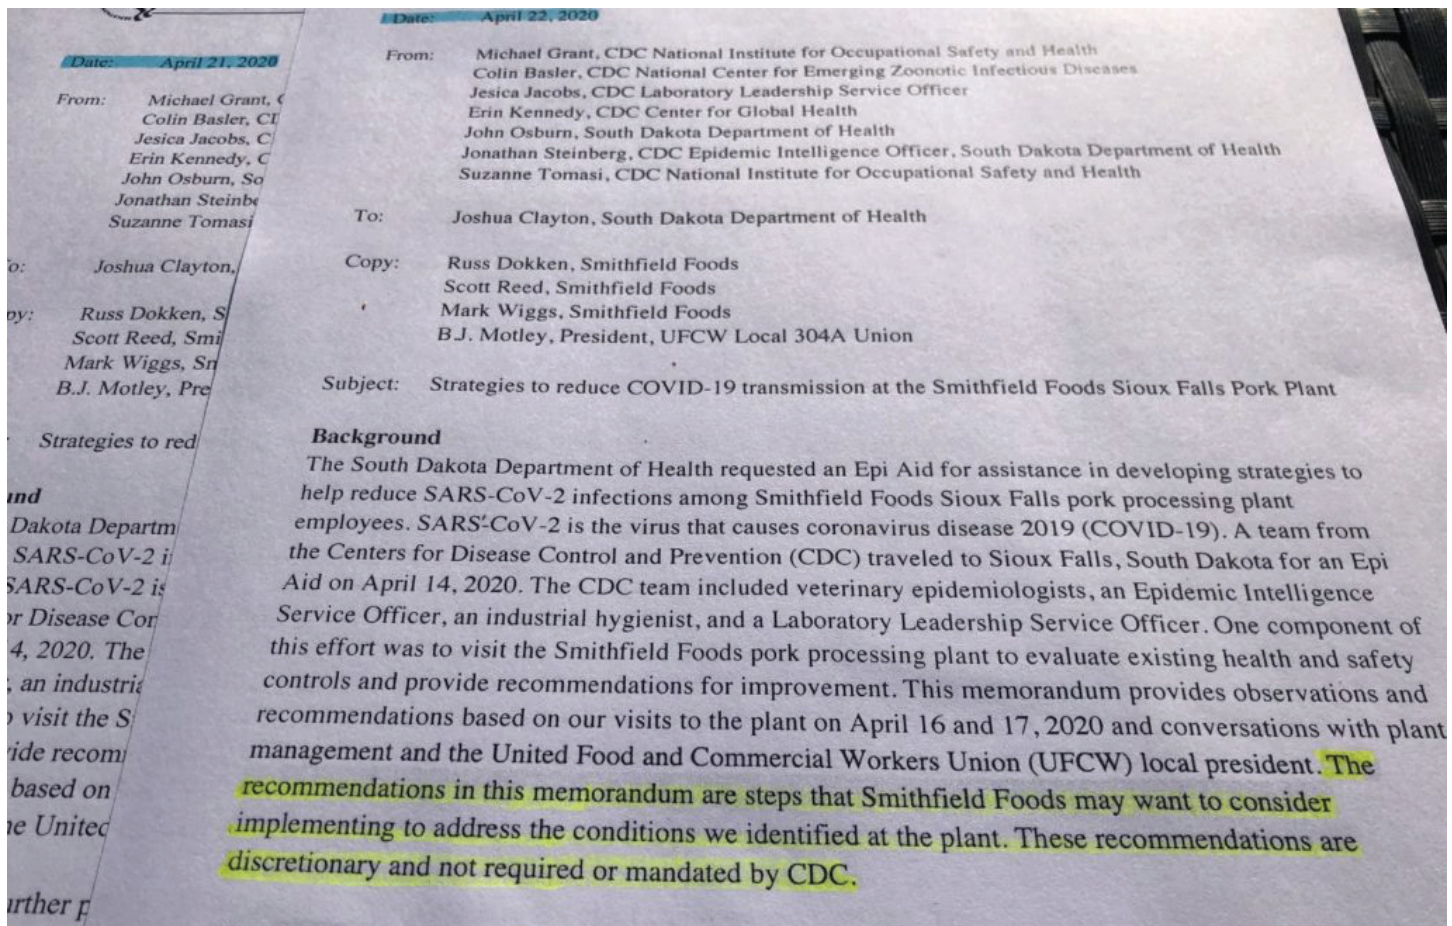 Date: April 21, 2020
From: Michael Grant,
Colin Basler,
Jesica Jacobs,
Erin Kennedy,
John Osburn,
Jonathan
Suzanne Tomasi
Joshua Clayton,
Russ Dokken,
Scott Reed,
Mark Wiggs,
B.J. Motley,
Strategies to
Dakota
SARS-CoV-2
SARS-CoV-2
Disease
4, 2020. The
, an
visit the
based on
Date: April 22, 2020
From: Michael Grant, CDC National Institute for Occupational Safety and Health
Colin Basler, CDC National Center for Emerging Zoonotic Infectious Diseases
Jesica Jacobs, CDC Laboratory Leadership Service Officer
Erin Kennedy, CDC Center for Global Health
John Osburn, South Dakota Department of Health
Jonathan Steinberg, CDC Epidemic Intelligence Officer, South Dakota Department of Health
Suzanne Tomasi, CDC National Institute for Occupational Safety and Health
To: Joshua Clayton, South Dakota Department of Health
Copy: Russ Dokken, Smithfield Foods
Scott Reed, Smithfield Foods
Mark Wiggs, Smithfield Foods
B.J. Motley, President, UFCW Local 304A Union
Subject: Strategies to reduce COVID-19 transmission at the Smithfield Foods Sioux Falls Pork Plant
Background
The South Dakota Department of Health requested an Epi Aid for assistance in developing strategies to
help reduce SARS-CoV-2 infections among Smithfield Foods Sioux Falls pork processing plant
employees. SARS-CoV-2 is the virus that causes coronavirus disease 2019 (COVID-19). A team from
the Centers for Disease Control and Prevention (CDC) traveled to Sioux Falls, South Dakota for an Epi
Aid on April 14, 2020. The CDC team included veterinary epidemiologists, an Epidemic Intelligence
Service Officer, an industrial hygienist, and a Laboratory Leadership Service Officer. One component of
this effort was to visit the Smithfield Foods pork processing plant to evaluate existing health and safety
controls and provide recommendations for improvement. This memorandum provides observations and
recommendations based on our visits to the plant on April 16 and 17, 2020 and conversations with plant
management and the United Food and Commercial Workers Union (UFCW) local president. The
recommendations in this memorandum are steps that Smithfield Foods may want to consider
implementing to address the conditions we identified at the plant. These recommendations are
discretionary and not required or mandated by CDC.